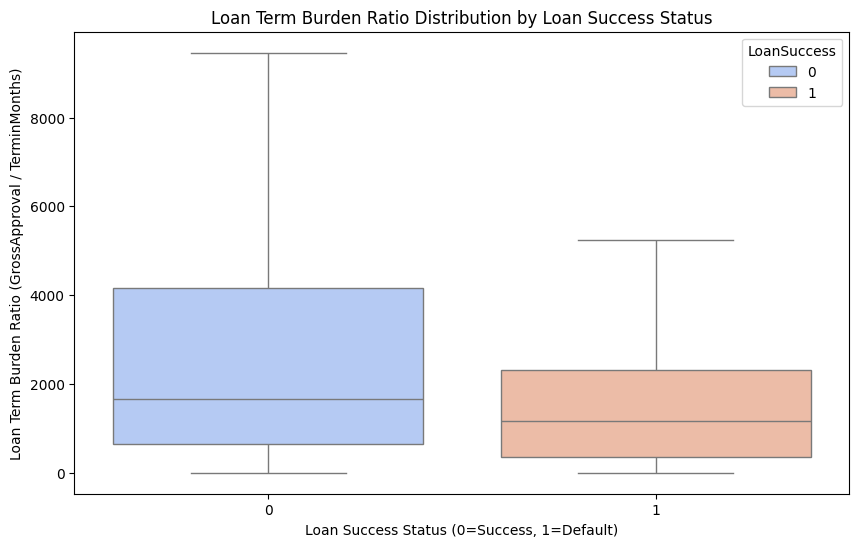 Loan Term Burden Ratio Distribution by Loan Success Status
LoanSuccess
0
1
Loan Term Burden Ratio (GrossApproval / TerminMonths)
8000
6000
4000
2000
0
0
1
Loan Success Status (0=Success, 1=Default)